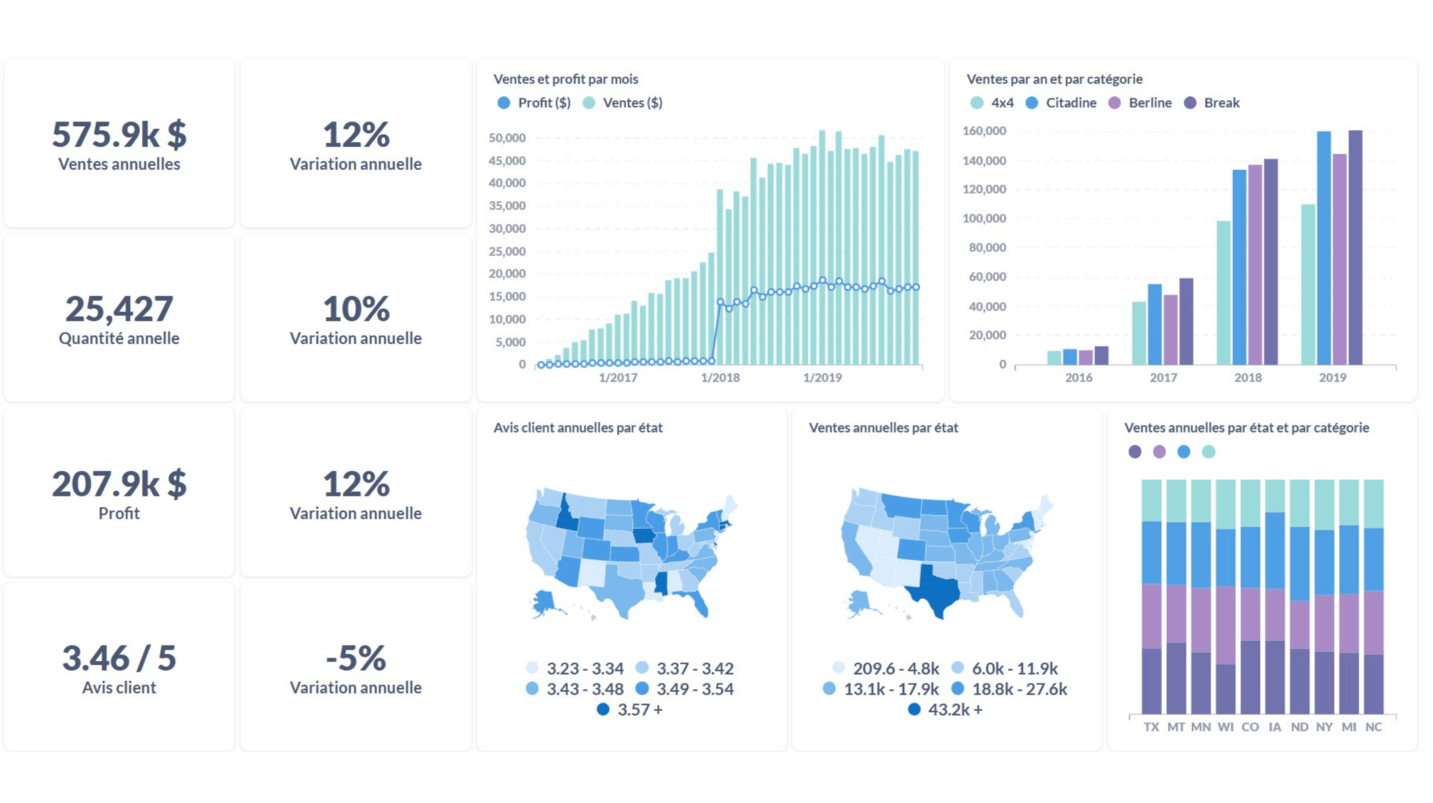 575.9k $
Ventes annuelles
12%
Variation annuelle
25,427
Quantité annelle
10%
Variation annuelle
207.9k $
Profit
12%
Variation annuelle
3.46 / 5
Avis client
-5%
Variation annuelle
Ventes et profit par mois
Profit ($) Ventes ($)
50,000
45,000
40,000
35,000
30,000
25,000
20,000
15,000
10,000
5,000
0
1/2017 1/2018 1/2019
Ventes par an et par catégorie
4x4 Citadine Berline Break
160,000
140,000
120,000
100,000
80,000
60,000
40,000
20,000
0
2016 2017 2018 2019
Avis client annuelles par état
3.23 - 3.34 3.37 - 3.42
3.43 - 3.48 3.49 - 3.54
3.57 +
Ventes annuelles par état
209.6 - 4.8k 6.0k - 11.9k
13.1k - 17.9k 18.8k - 27.6k
43.2k +
Ventes annuelles par état et par catégorie
TX MT MN WI CO IA ND NY MI NC